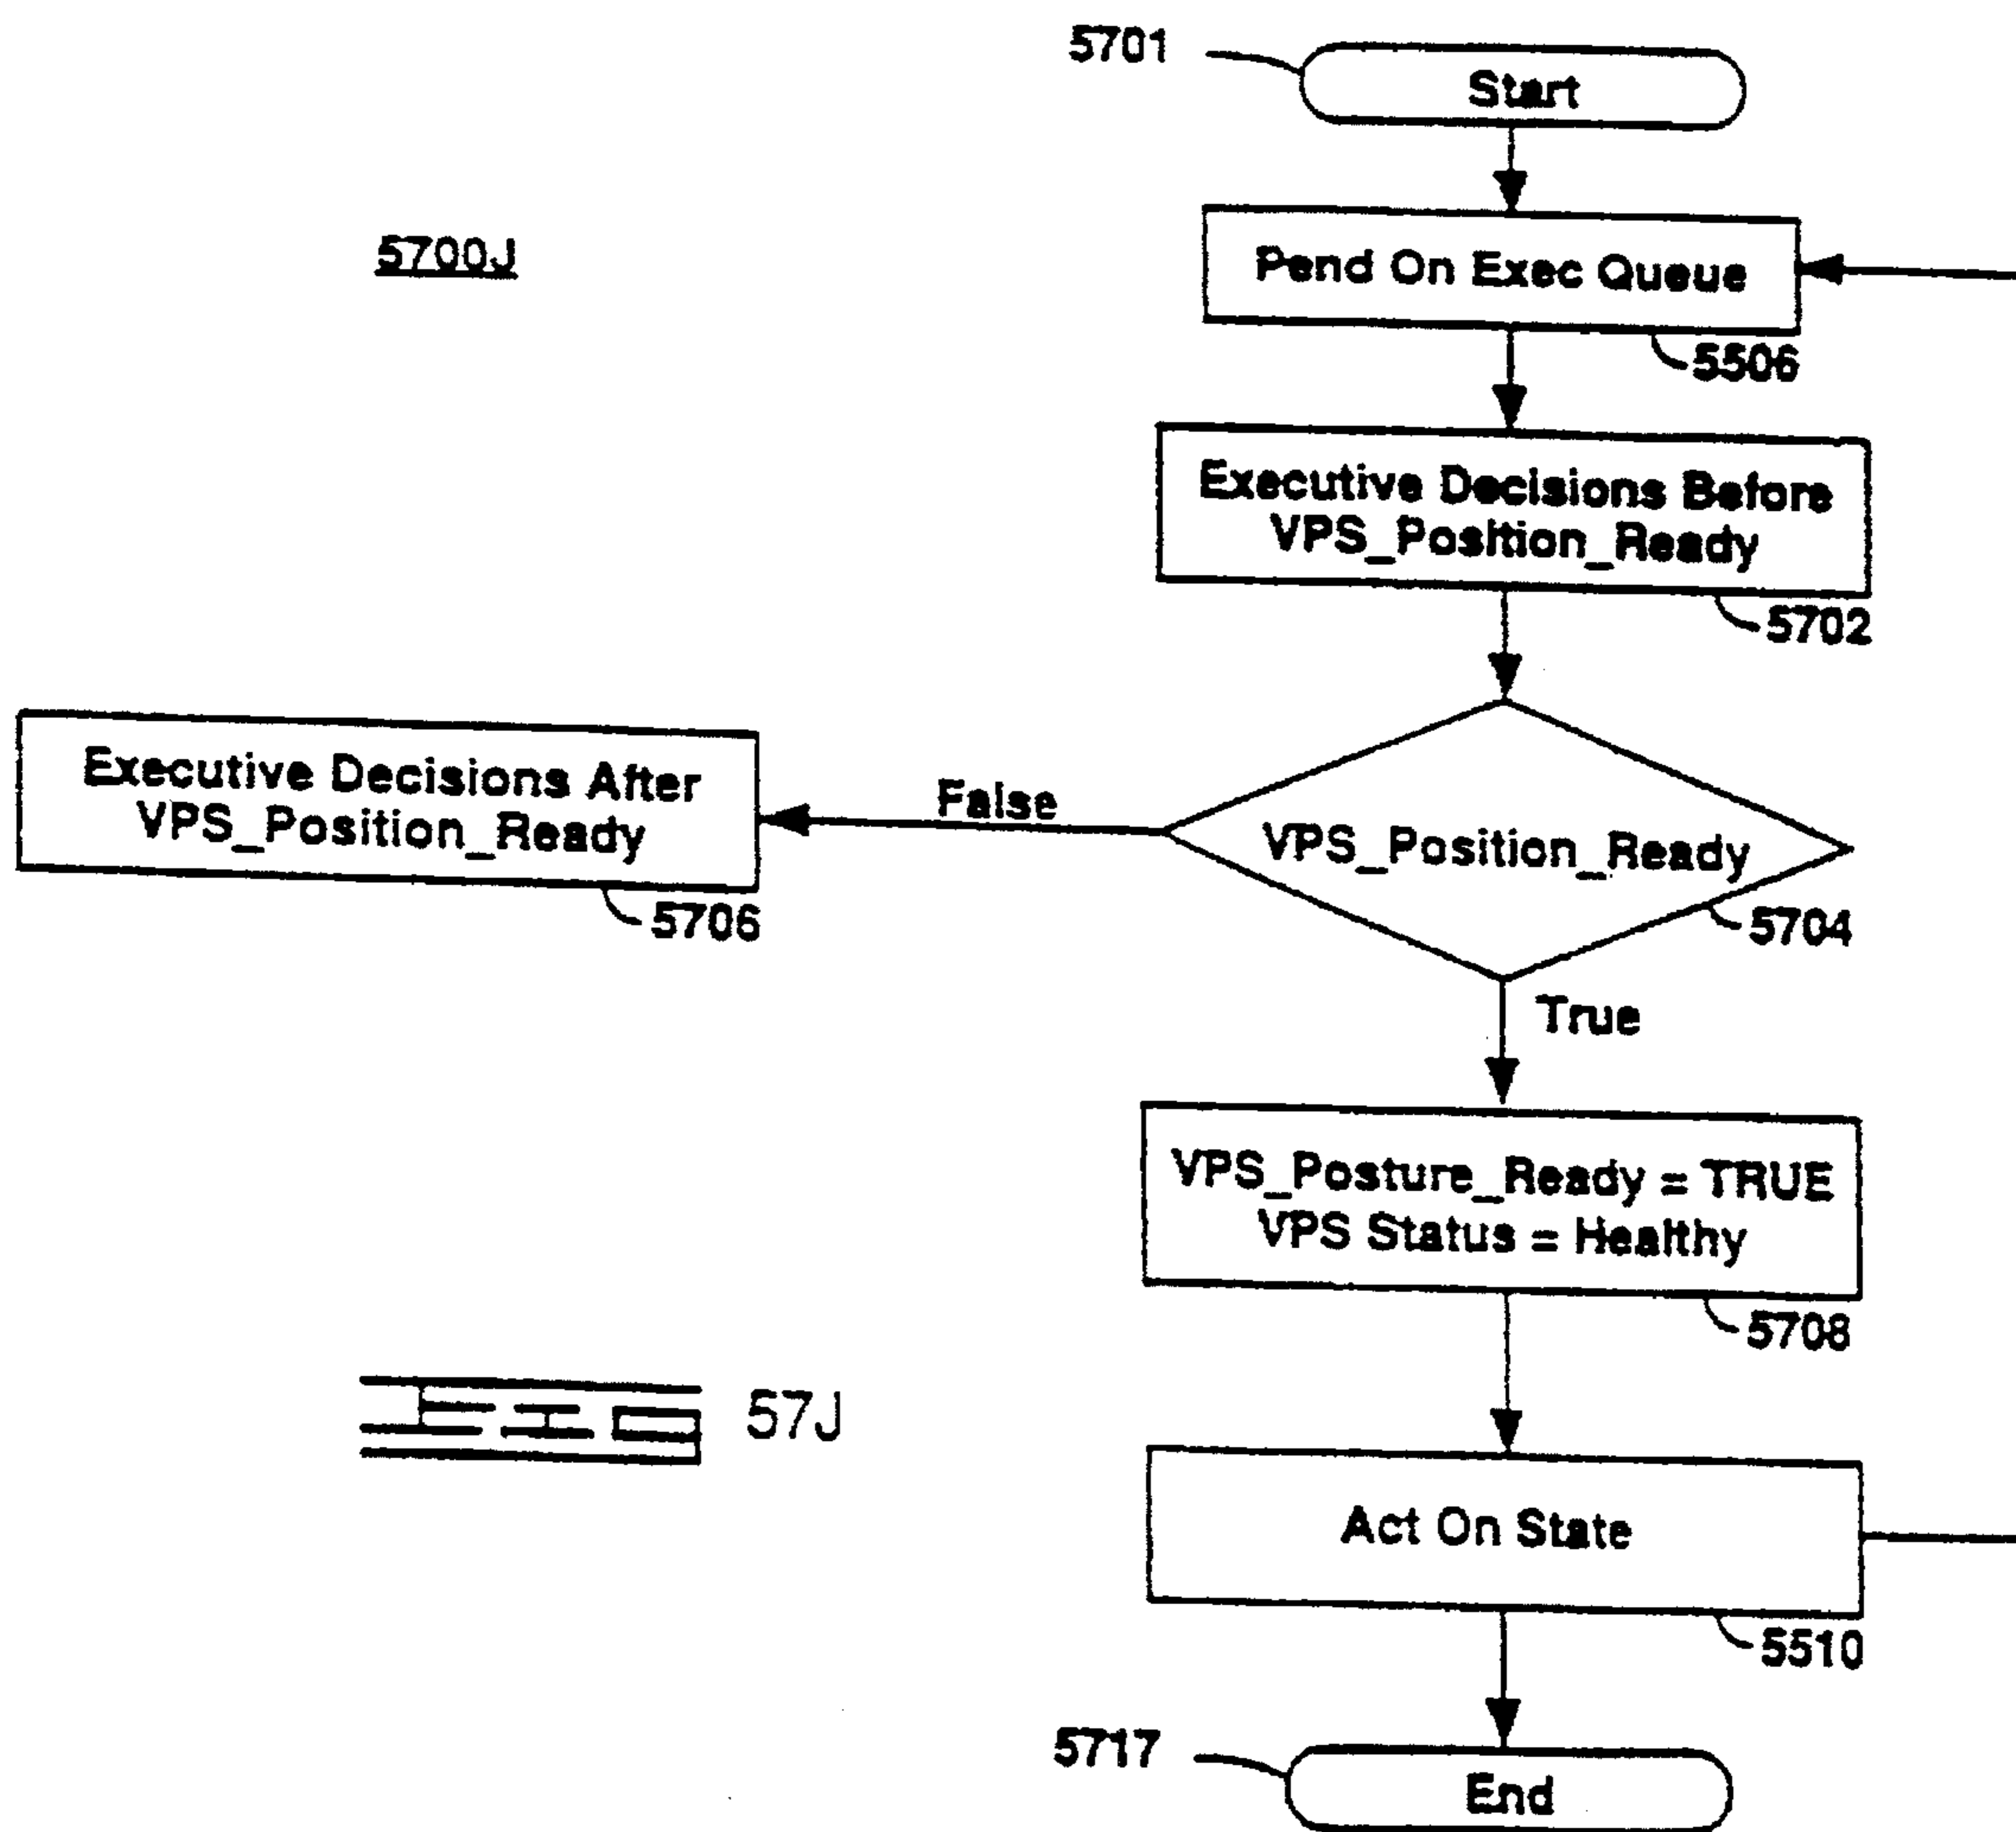 5701
Start
5700J
Pend On Exec Queue
5506
Executive Decisions Before
VPS_Position_Ready
5702
Executive Decisions After
VPS_Position_Ready
5706
False
VPS_Position_Ready
5704
True
VPS_Posture_Ready = TRUE
VPS Status = Healthy
5708
FIG 57J
Act On State
5510
5717
End